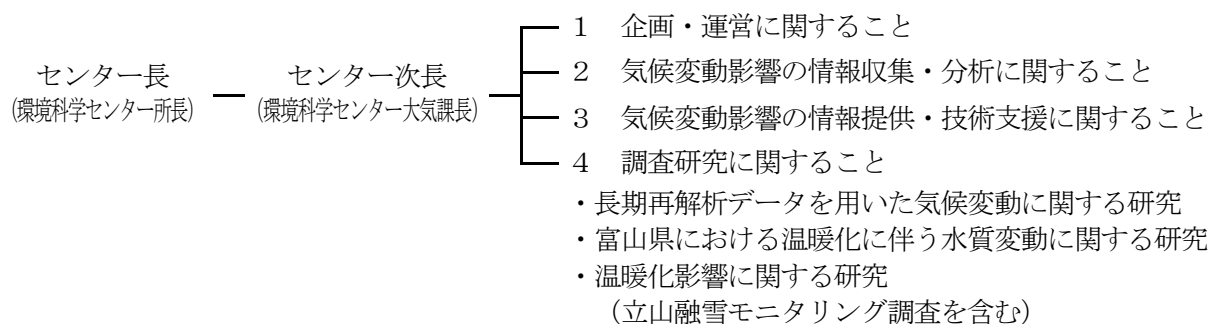 センター長
(環境科学センター所長)
センター次長
(環境科学センター大気課長)
1 企画・運営に関すること
2 気候変動影響の情報収集・分析に関すること
3 気候変動影響の情報提供・技術支援に関すること
4 調査研究に関すること
・長期再解析データを用いた気候変動に関する研究
・富山県における温暖化に伴う水質変動に関する研究
・温暖化影響に関する研究
(立山融雪モニタリング調査を含む)